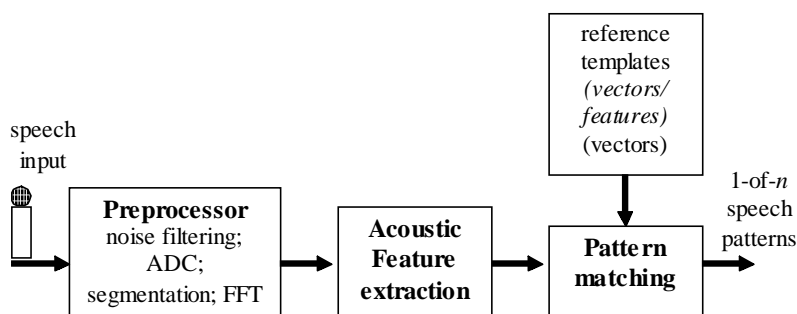 speech
input
Preprocessor
noise filtering;
ADC;
segmentation; FFT
Acoustic
Feature
extraction
reference
templates
(vectors/
features)
(vectors)
Pattern
matching
1-of-n
speech
patterns